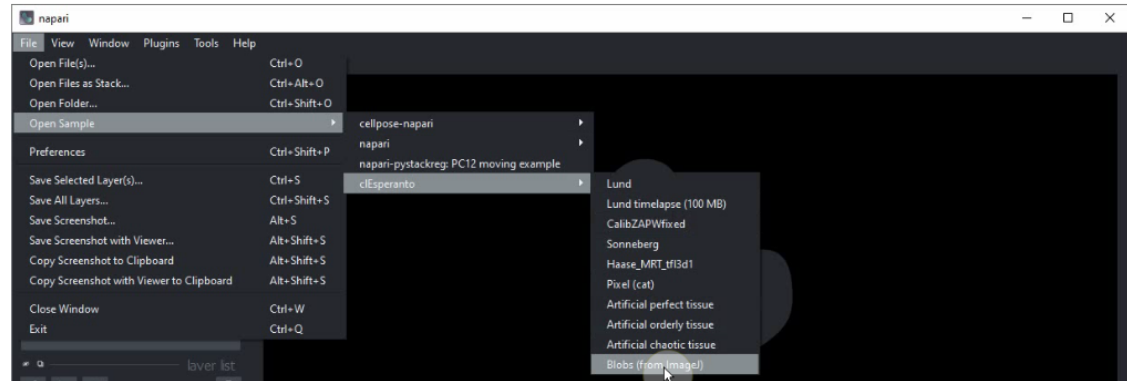 napari
File View Window Plugins Tools Help
Open File(s)... Ctrl+O
Open Files as Stack... Ctrl+Alt+O
Open Folder... Ctrl+Shift+O
Open Sample
Preferences Ctrl+Shift+P
Save Selected Layer(s)... Ctrl+S
Save All Layers... Ctrl+Shift+S
Save Screenshot... Alt+S
Save Screenshot with Viewer... Alt+Shift+S
Copy Screenshot to Clipboard Alt+Shift+S
Copy Screenshot with Viewer to Clipboard Alt+Shift+S
Close Window Ctrl+W
Exit Ctrl+Q
layer list
cellpose-napari
napari
napari-pystackreg: PC12 moving example
clEsperanto
Lund
Lund timelapse (100 MB)
CalibZAPWfixed
Sonneberg
Haase_MRT_tfl3d1
Pixel (cat)
Artificial perfect tissue
Artificial orderly tissue
Artificial chaotic tissue
Blobs (from ImageJ)